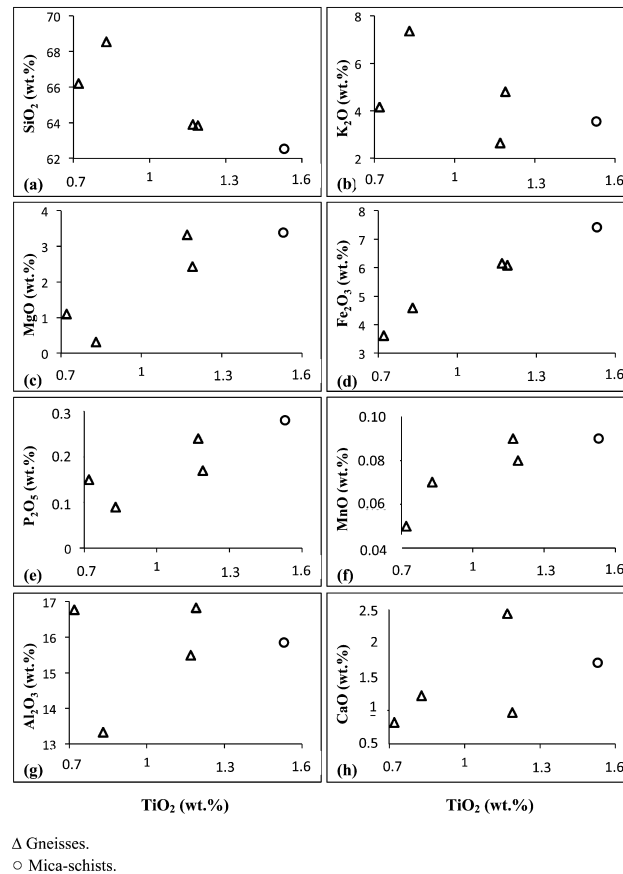 70
68
66
64
62
SiO₂ (wt.%)
(a)
0.7 1 1.3 1.6
8
6
4
2
K₂O (wt.%)
(b)
0.7 1 1.3 1.6
4
3
2
1
0
MgO (wt.%)
(c)
0.7 1 1.3 1.6
8
7
6
5
4
3
Fe₂O₃ (wt.%)
(d)
0.7 1 1.3 1.6
0.3
0.2
0.1
0
P₂O₅ (wt.%)
(e)
0.7 1 1.3 1.6
0.10
0.08
0.06
0.04
MnO (wt.%)
(f)
0.7 1 1.3 1.6
17
16
15
14
13
Al₂O₃ (wt.%)
(g)
0.7 1 1.3 1.6
2.5
2
1.5
1
0.5
CaO (wt.%)
(h)
0.7 1 1.3 1.6
TiO₂ (wt.%) TiO₂ (wt.%)
Δ Gneisses.
○ Mica-schists.